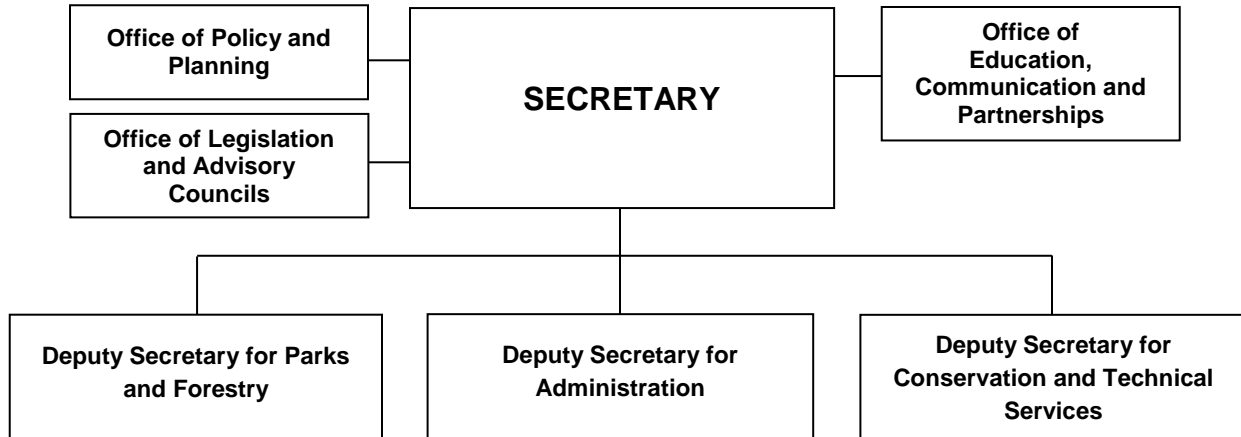 Office of Policy and
Planning
SECRETARY
Office of
Education,
Communication and
Partnerships
Office of Legislation
and Advisory
Councils
Deputy Secretary for Parks
and Forestry
Deputy Secretary for
Administration
Deputy Secretary for
Conservation and Technical
Services